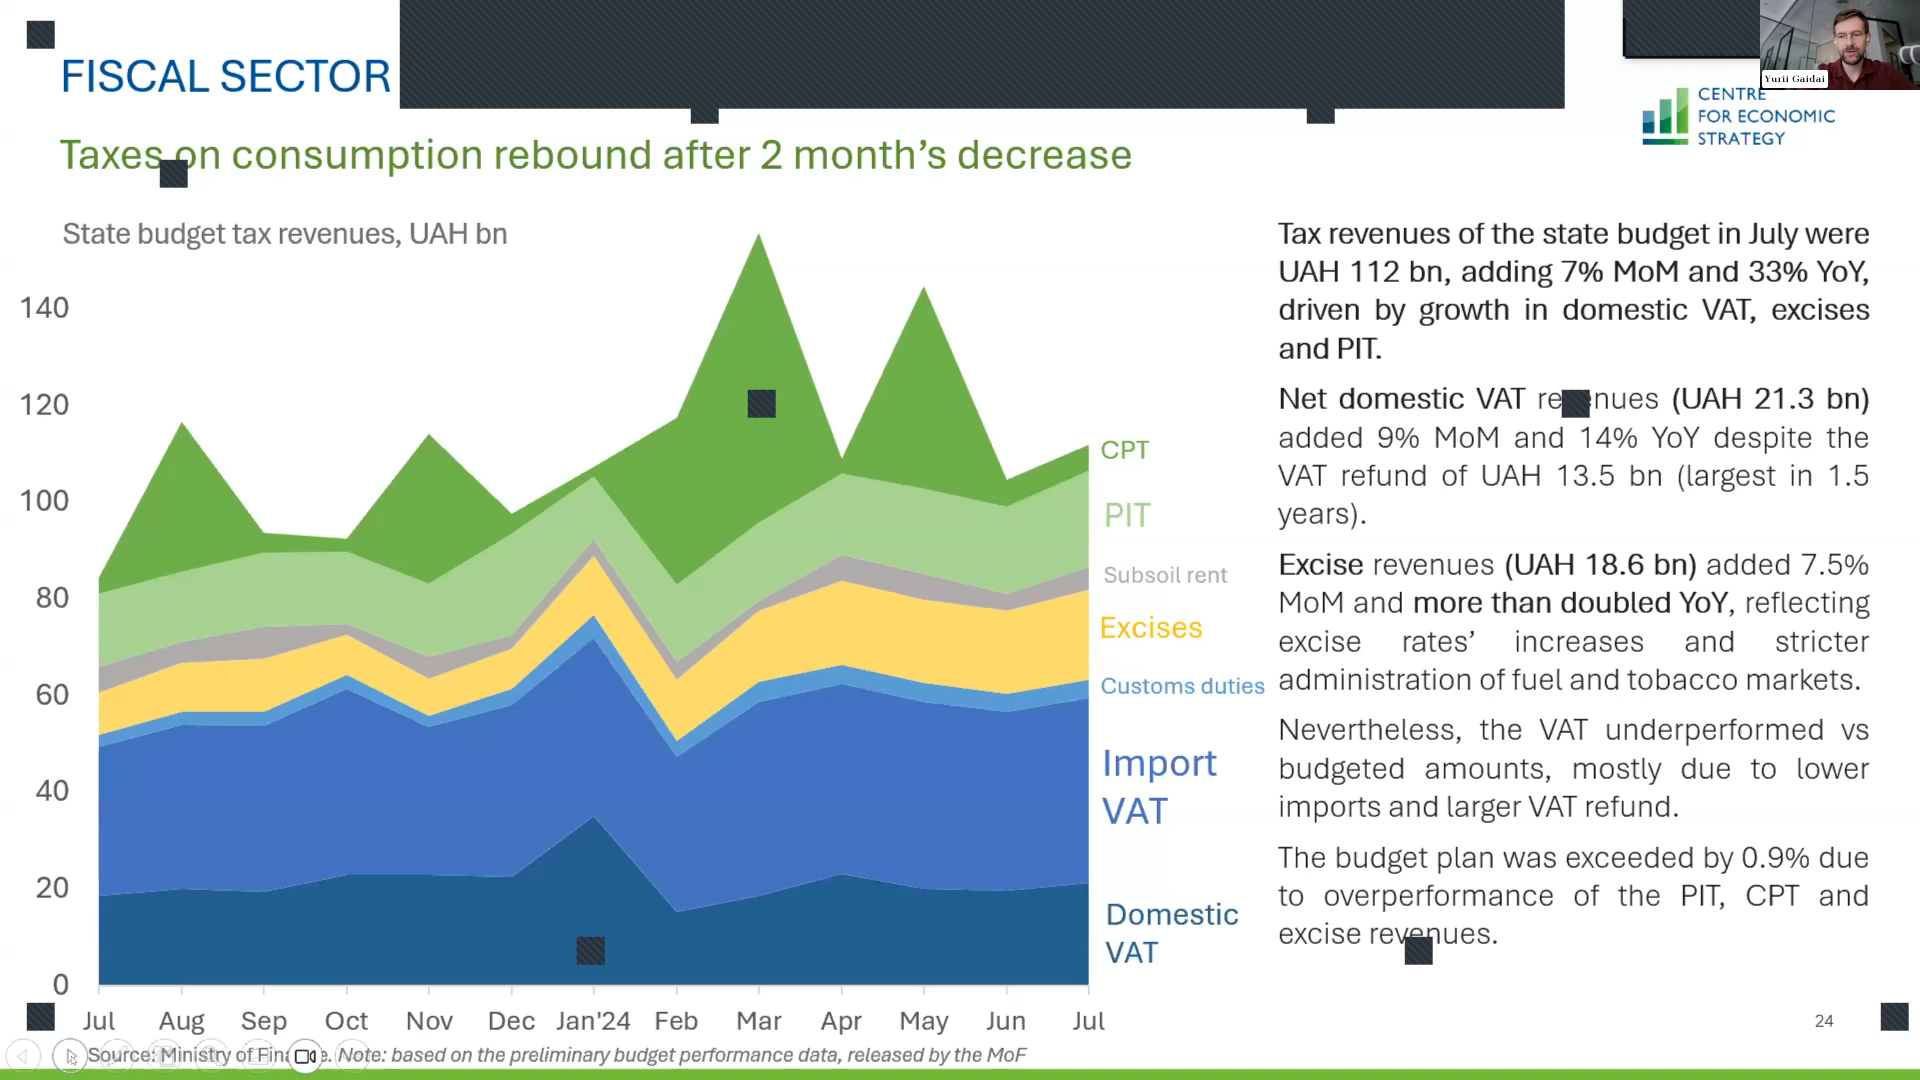 Yurii Gaidai
FISCAL SECTOR
CENTRE
FOR ECONOMIC
STRATEGY
Taxes on consumption rebound after 2 month’s decrease
State budget tax revenues, UAH bn
140
120
100
80
60
40
20
0
CPT
PIT
Subsoil rent
Excises
Customs duties
Import
VAT
Domestic
VAT
Jul Aug Sep Oct Nov Dec Jan'24 Feb Mar Apr May Jun Jul
Tax revenues of the state budget in July were
UAH 112 bn, adding 7% MoM and 33% YoY,
driven by growth in domestic VAT, excises
and PIT.
Net domestic VAT revenues (UAH 21.3 bn)
added 9% MoM and 14% YoY despite the
VAT refund of UAH 13.5 bn (largest in 1.5
years).
Excise revenues (UAH 18.6 bn) added 7.5%
MoM and more than doubled YoY, reflecting
excise rates’ increases and stricter
administration of fuel and tobacco markets.
Nevertheless, the VAT underperformed vs
budgeted amounts, mostly due to lower
imports and larger VAT refund.
The budget plan was exceeded by 0.9% due
to overperformance of the PIT, CPT and
excise revenues.
24
Source: Ministry of Finance. Note: based on the preliminary budget performance data, released by the MoF